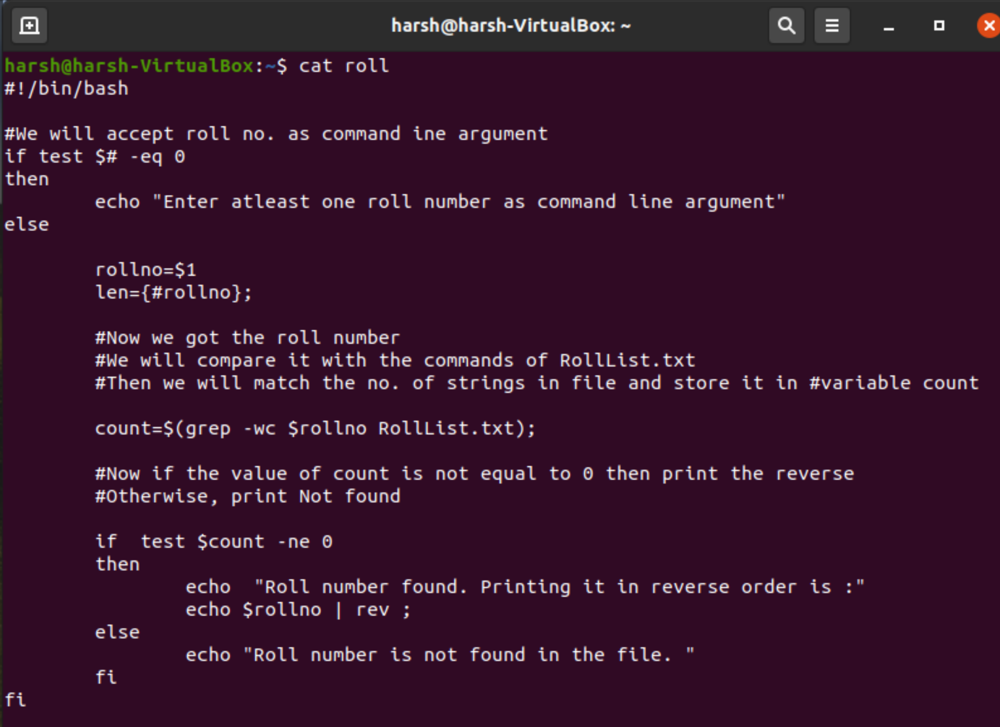 harsh@harsh-VirtualBox: ~
harsh@harsh-VirtualBox:~$ cat roll
#!/bin/bash

#We will accept roll no. as command ine argument
if test $# -eq 0
then
        echo "Enter atleast one roll number as command line argument"
else

        rollno=$1
        len={#rollno};

        #Now we got the roll number
        #We will compare it with the commands of RollList.txt
        #Then we will match the no. of strings in file and store it in #variable count

        count=$(grep -wc $rollno RollList.txt);

        #Now if the value of count is not equal to 0 then print the reverse
        #Otherwise, print Not found

        if  test $count -ne 0
        then
                echo  "Roll number found. Printing it in reverse order is :"
                echo $rollno | rev ;
        else
                echo "Roll number is not found in the file. "
        fi
fi